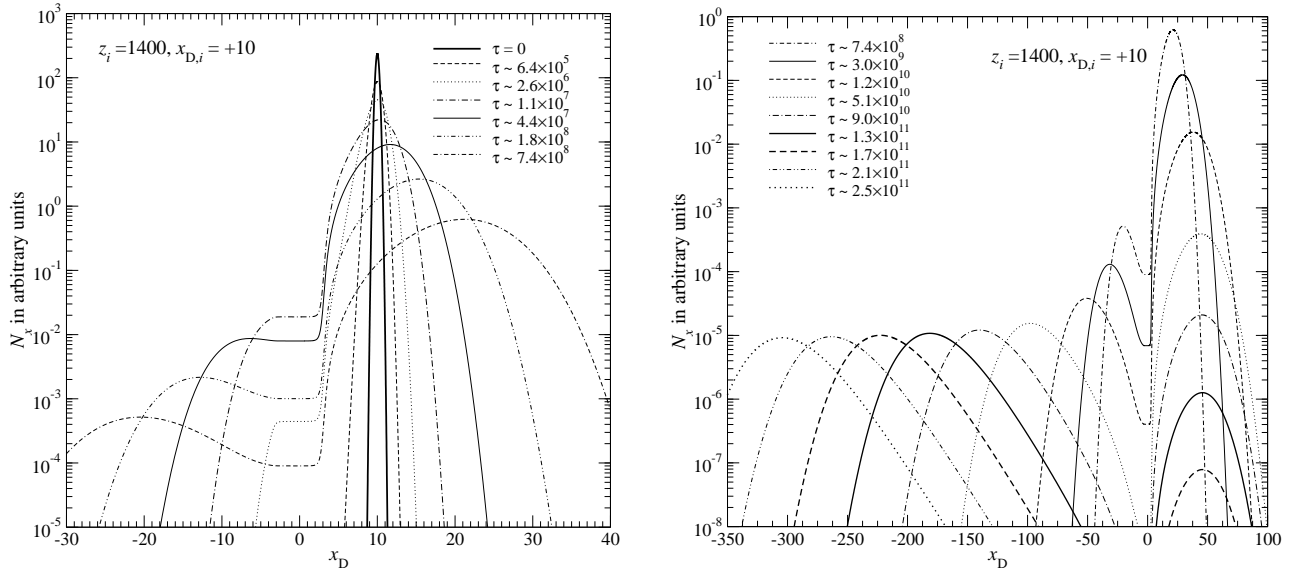 z_i =1400, x_D,i = +10
τ = 0
τ ~ 6.4×10^5
τ ~ 2.6×10^6
τ ~ 1.1×10^7
τ ~ 4.4×10^7
τ ~ 1.8×10^8
τ ~ 7.4×10^8
N_x in arbitrary units
10^3
10^2
10^1
10^0
10^-1
10^-2
10^-3
10^-4
10^-5
-30 -20 -10 0 10 20 30 40
x_D
τ ~ 7.4×10^8
τ ~ 3.0×10^9
τ ~ 1.2×10^10
τ ~ 5.1×10^10
τ ~ 9.0×10^10
τ ~ 1.3×10^11
τ ~ 1.7×10^11
τ ~ 2.1×10^11
τ ~ 2.5×10^11
z_i =1400, x_D,i = +10
N_x in arbitrary units
10^0
10^-1
10^-2
10^-3
10^-4
10^-5
10^-6
10^-7
10^-8
-350 -300 -250 -200 -150 -100 -50 0 50 100
x_D